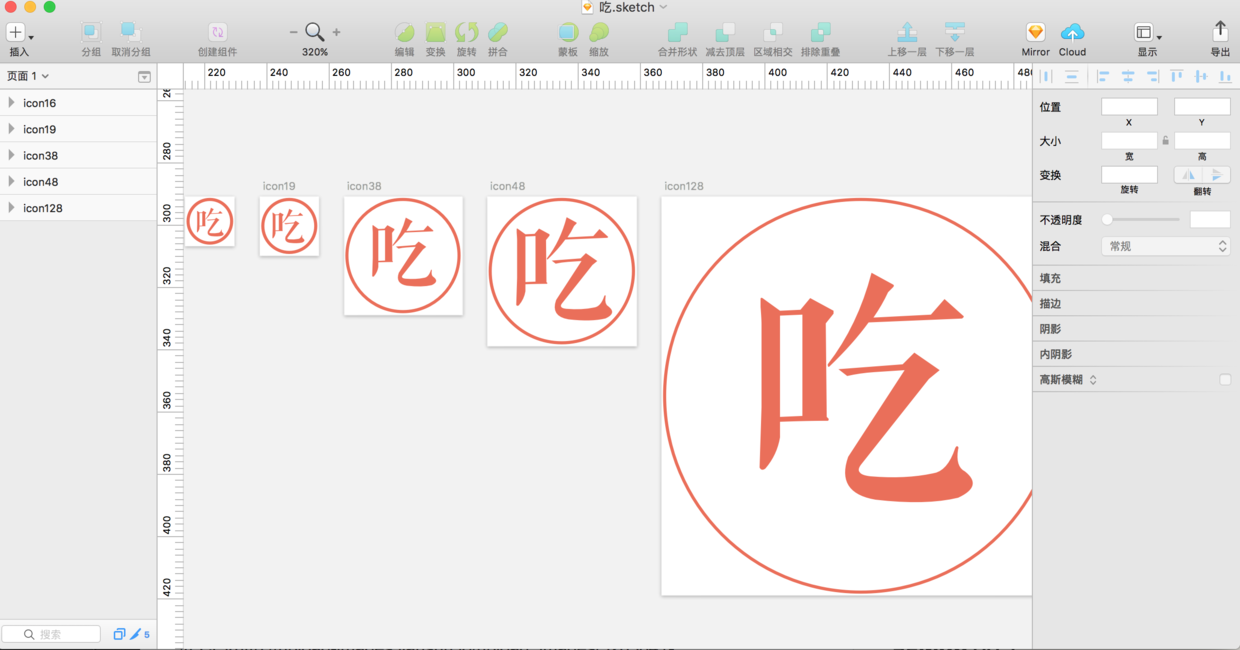 吃.sketch
插入
分组
取消分组
创建组件
320%
编辑
变换
旋转
拼合
蒙板
缩放
合并形状
减去顶层
区域相交
排除重叠
上移一层
下移一层
Mirror
Cloud
显示
导出
页面 1
220 240 260 280 300 320 340 360 380 400 420 440 460 480
icon16
icon19
icon38
icon48
icon128
26
280
300
320
340
360
380
400
420
icon19
icon38
icon48
icon128
吃
吃
吃
吃
吃
位置
X
Y
大小
宽
高
变换
旋转
翻转
不透明度
混合
常规
填充
描边
阴影
内阴影
高斯模糊
搜索
5